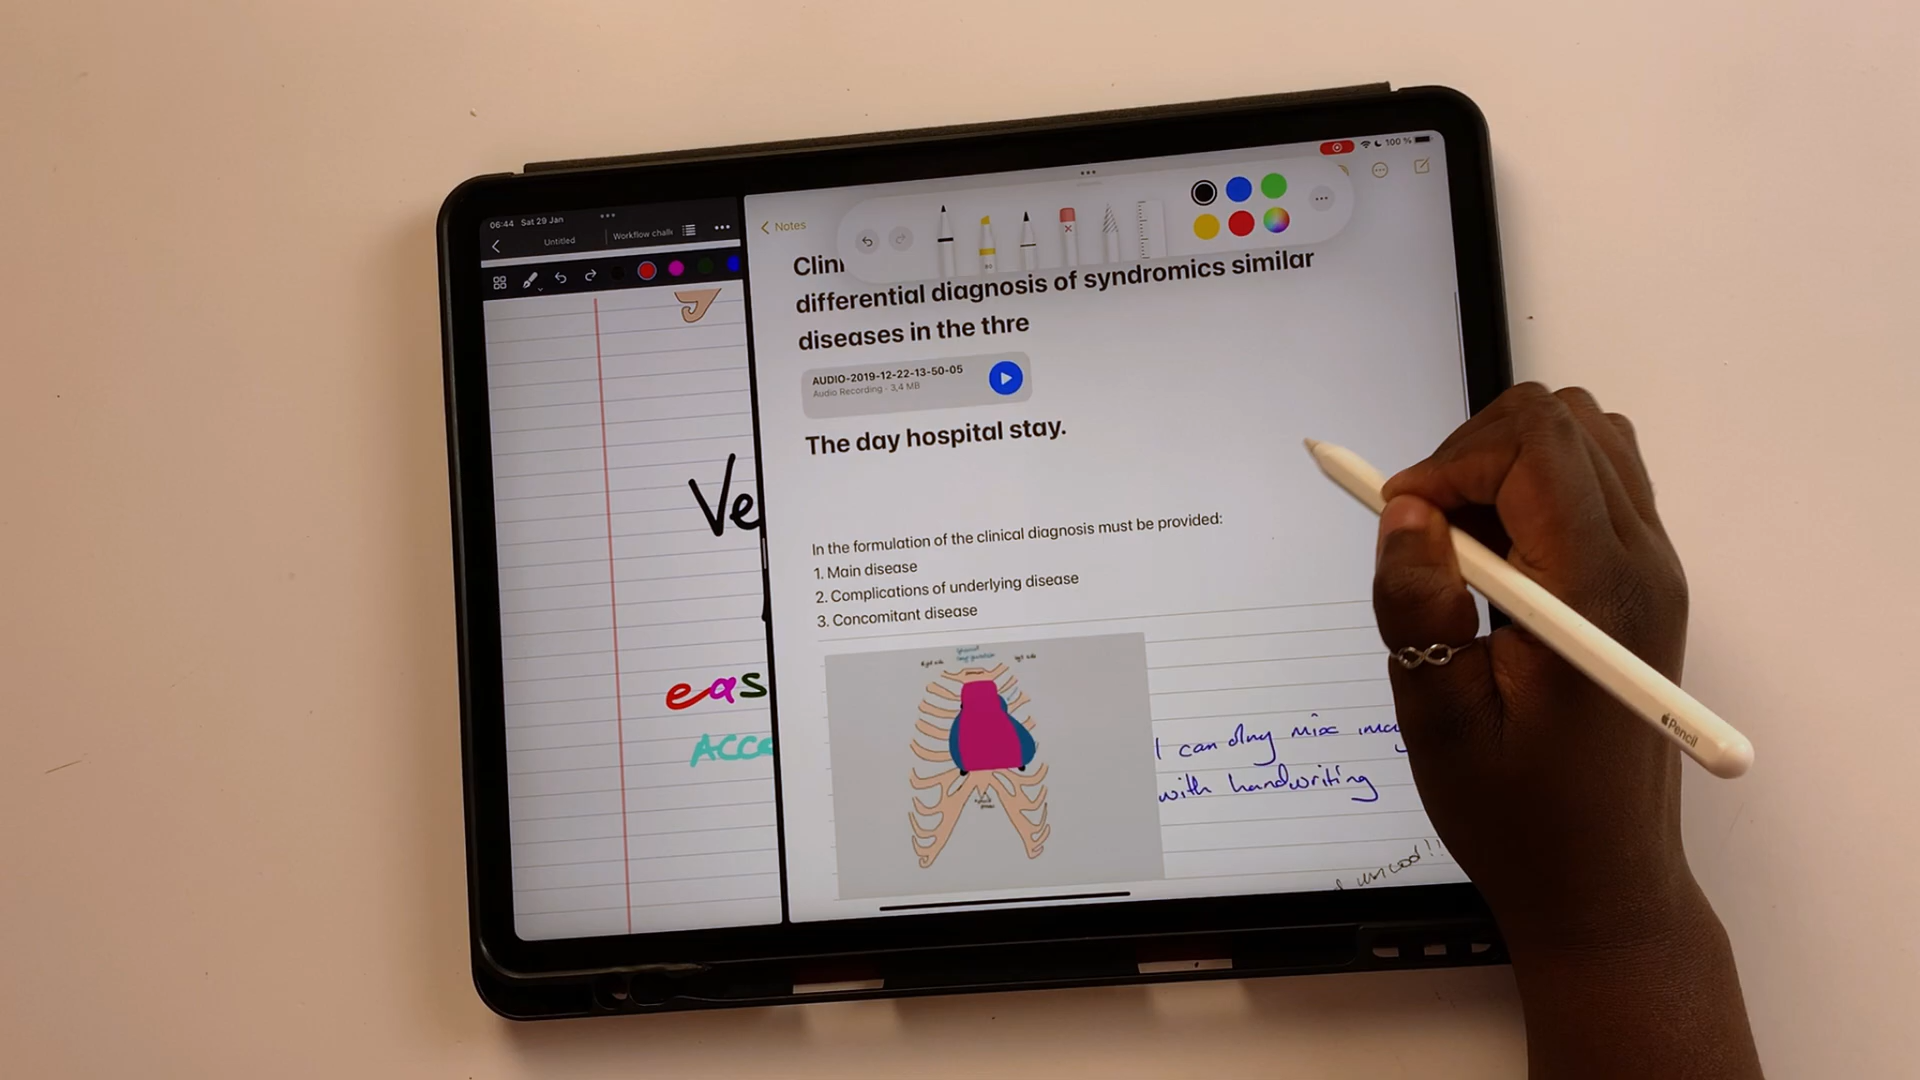 06:44 Sat 29 Jan
Untitled
Workflow chall
Ve
eas
Acce
100 %
Notes
Clini
differential diagnosis of syndromics similar
diseases in the thre
AUDIO-2019-12-22-13-50-05
Audio Recording · 3,4 MB
The day hospital stay.
In the formulation of the clinical diagnosis must be provided:
1. Main disease
2. Complications of underlying disease
3. Concomitant disease
I can mix
with handwriting
Pencil